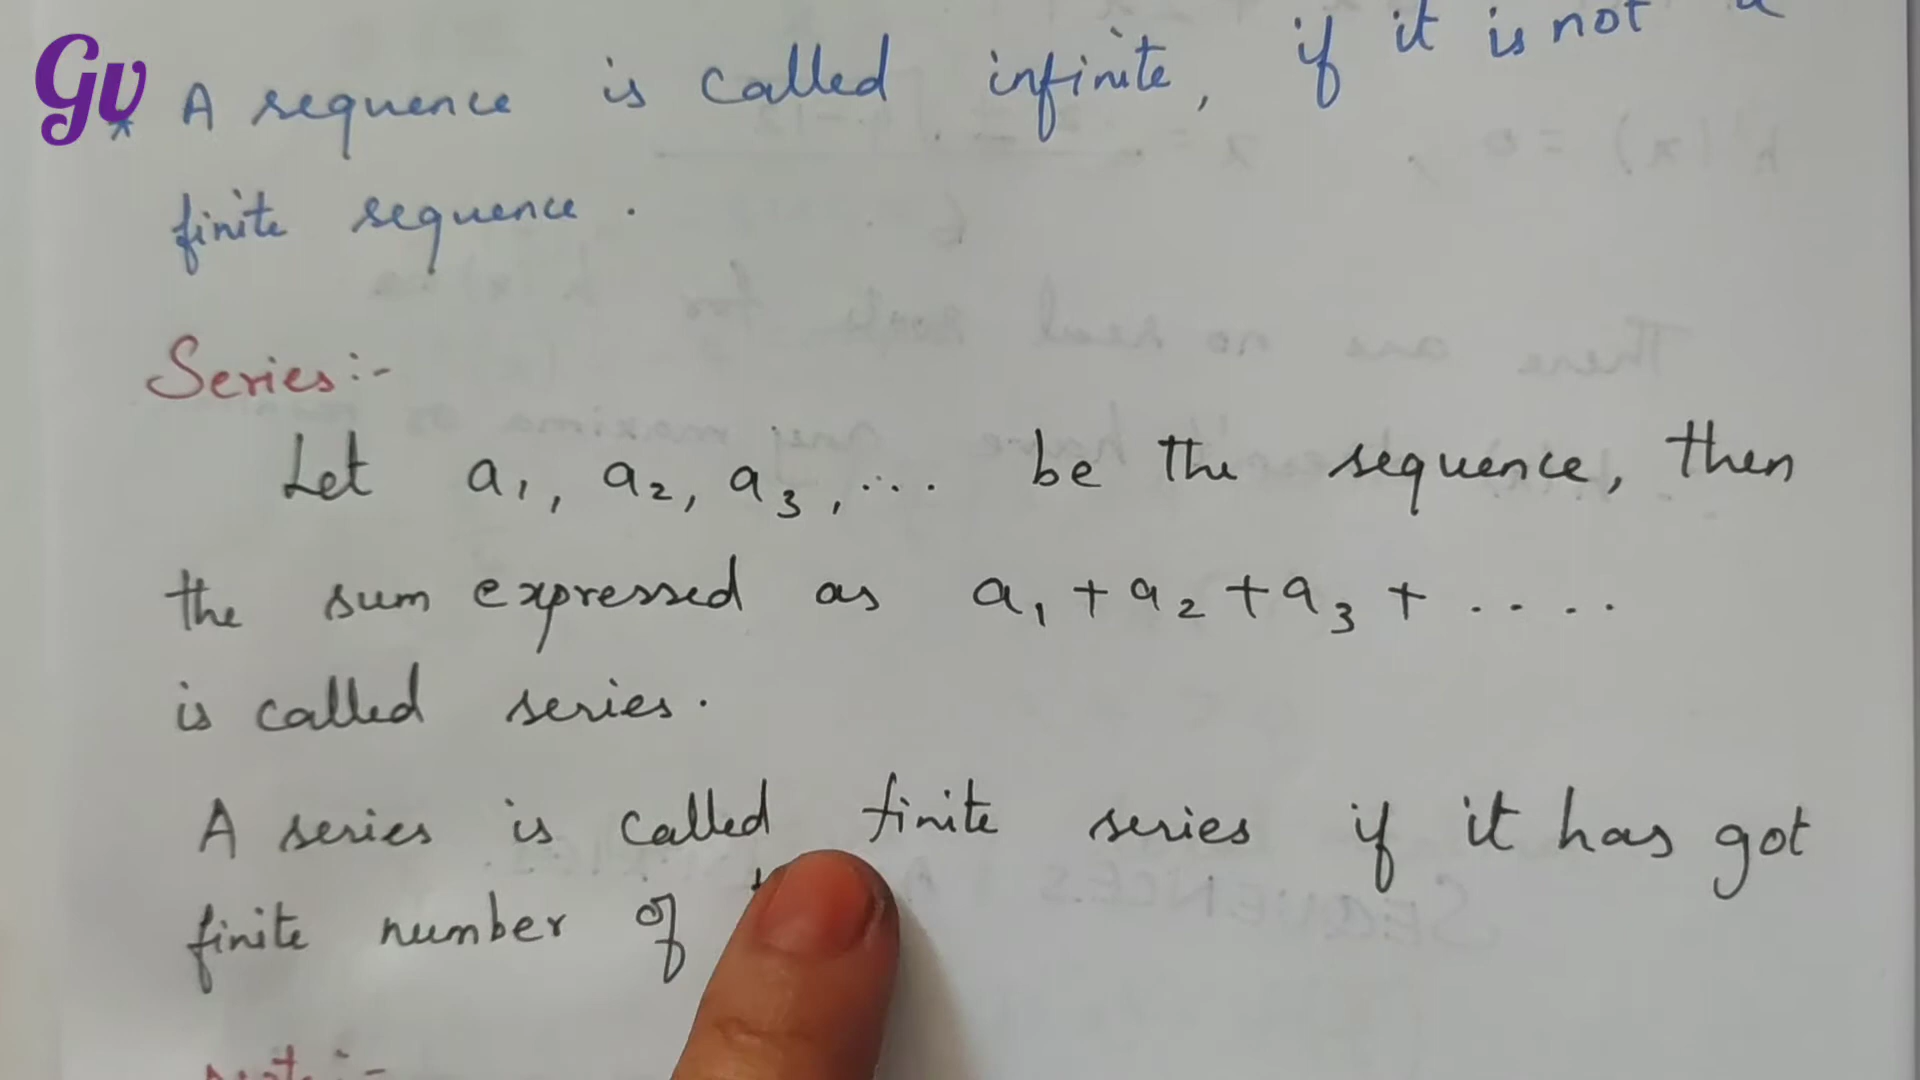 Gv
* A sequence is called infinite, if it is not a
finite sequence.
Series:-
Let a₁, a₂, a₃, ... be the sequence, then
the sum expressed as a₁ + a₂ + a₃ + ....
is called series.
A series is called finite series if it has got
finite number of